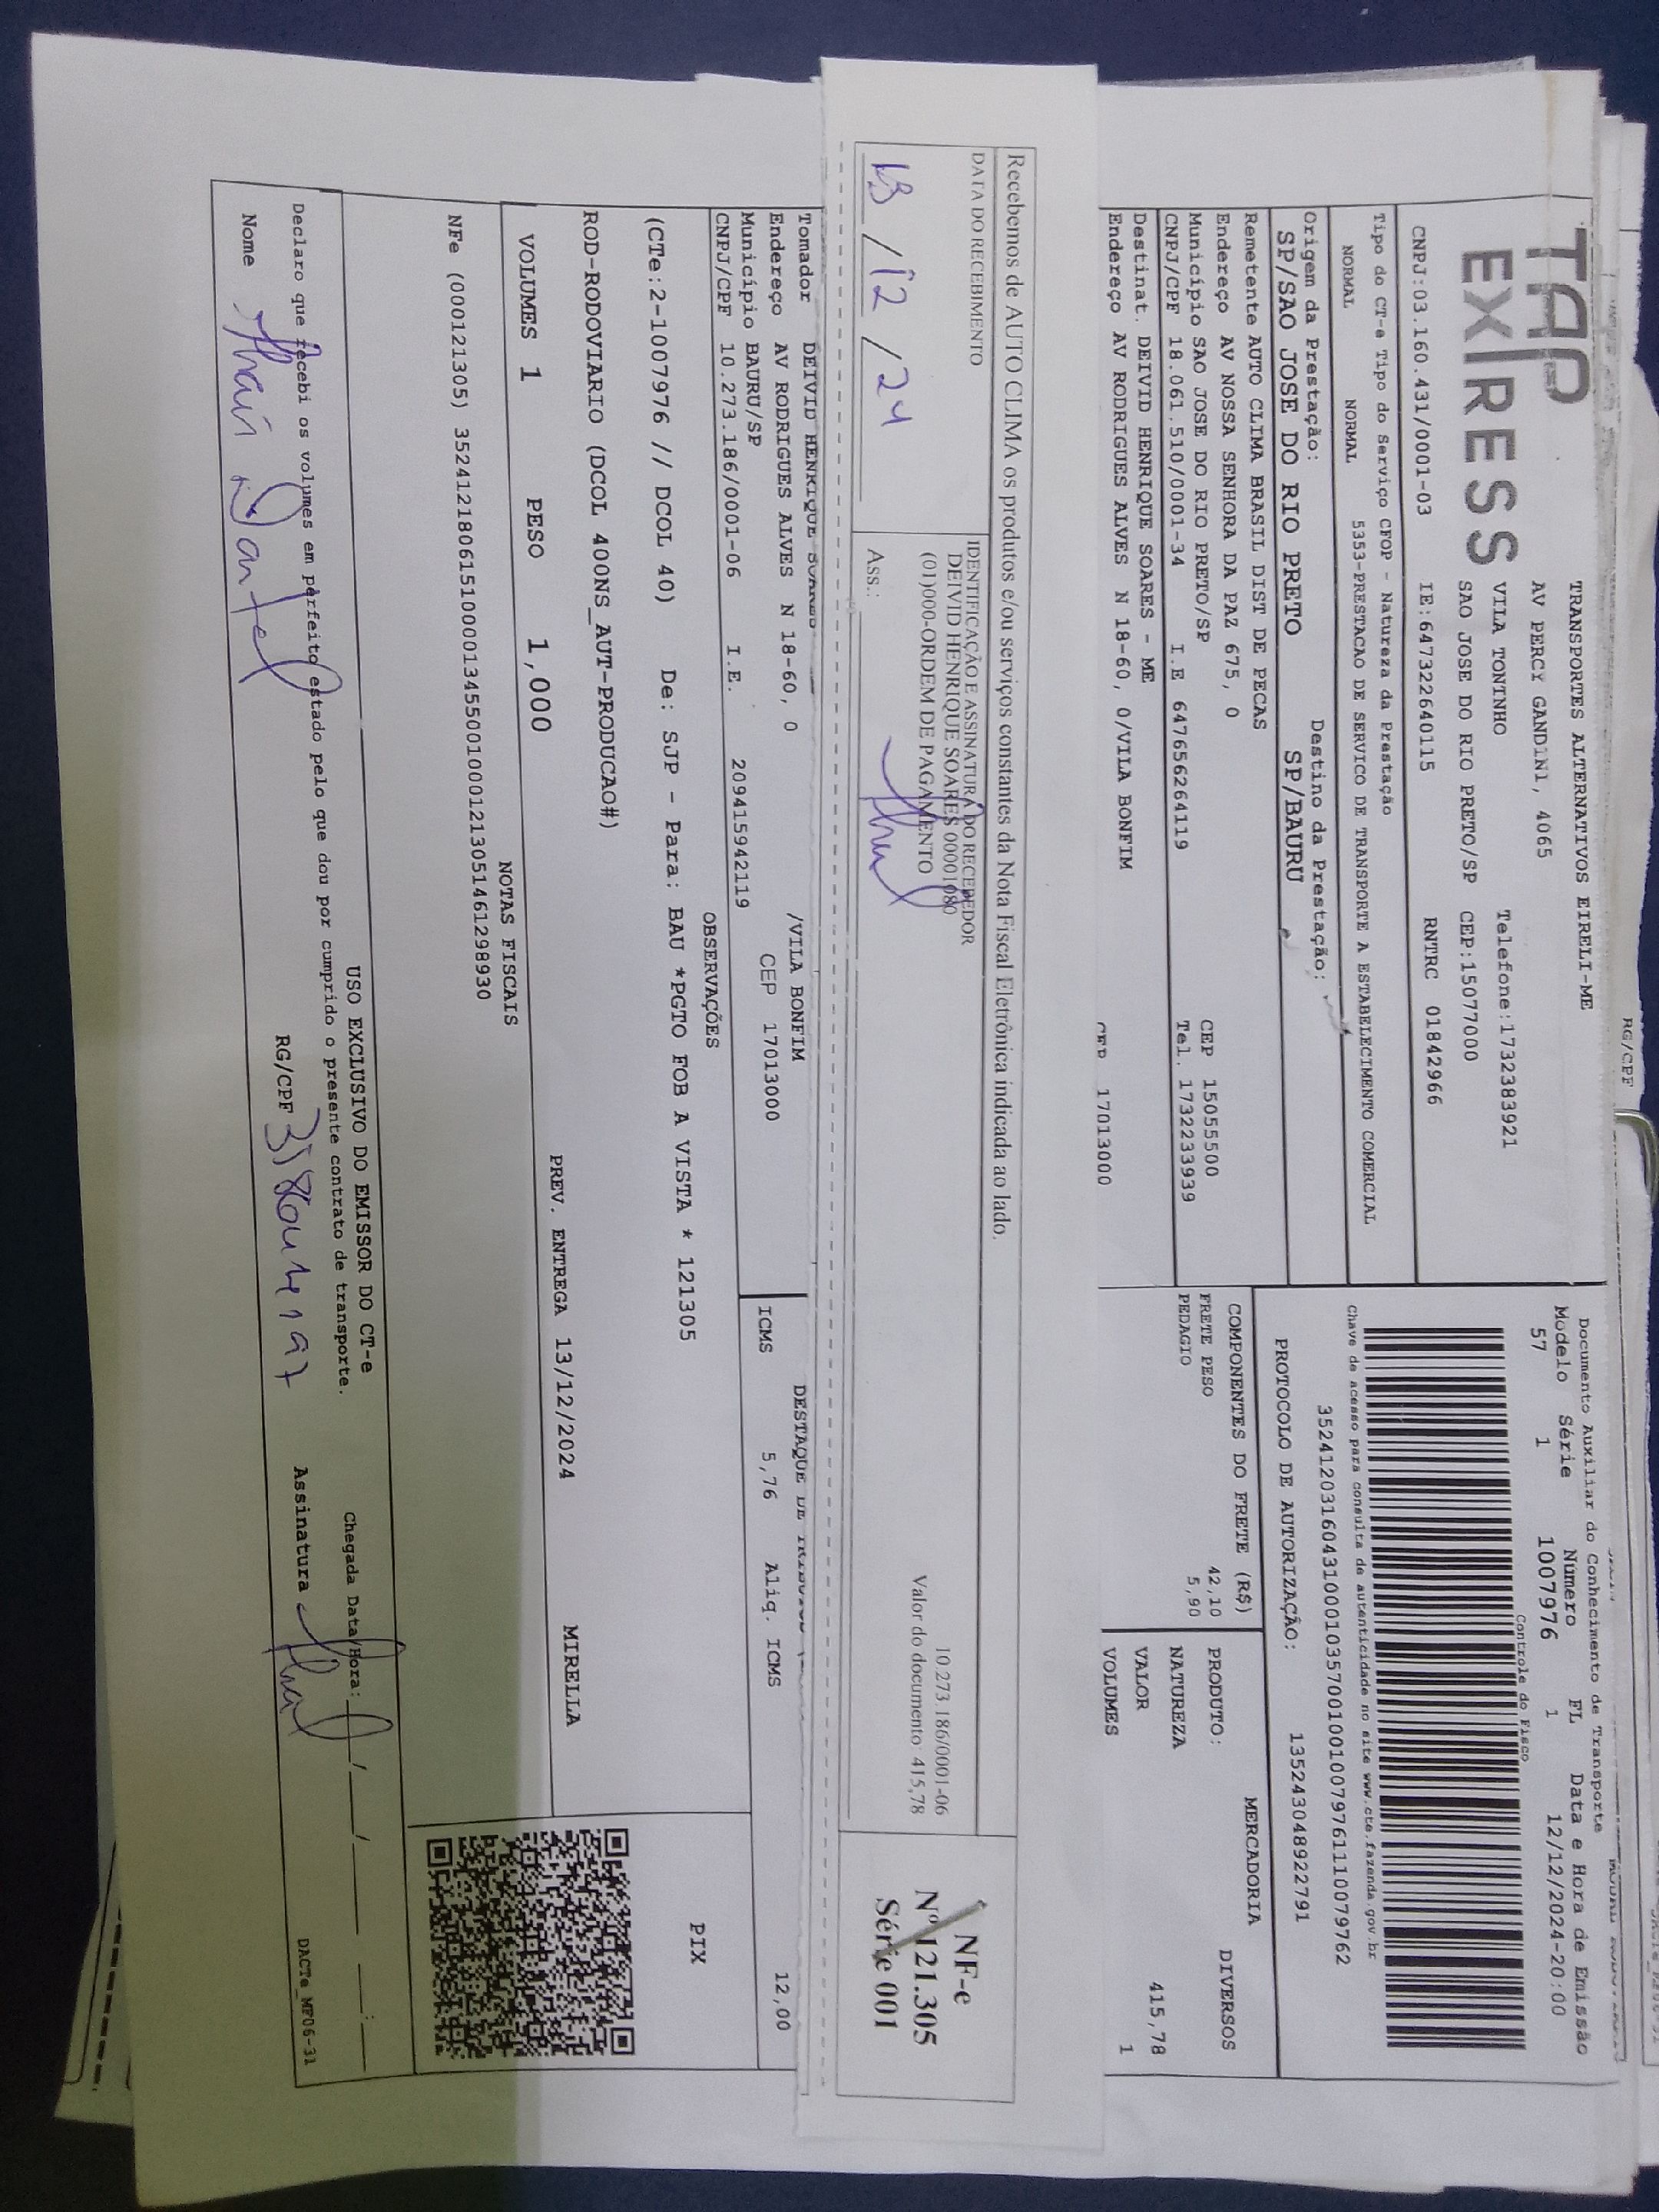 RG/CPF
TAP
EX|RESS
TRANSPORTES ALTERNATIVOS EIRELI-ME
AV PERCY GANDINI, 4065
VILA TONINHO Telefone:1732383921
SAO JOSE DO RIO PRETO/SP CEP:15077000
CNPJ:03.160.431/0001-03 IE:647322640115 RNTRC 01842966
Documento Auxiliar do Conhecimento de Transporte
Modelo Série Número FL Data e Hora de Emissão
57 1 1007976 1 12/12/2024-20:00
Controle do Fisco
Chave de acesso para consulta de autenticidade no site www.cte.fazenda.gov.br
35241203160431000103570010010079761110079762
PROTOCOLO DE AUTORIZAÇÃO: 135243048922791
Tipo do CT-e Tipo do Serviço CFOP - Natureza da Prestação
NORMAL NORMAL 5353-PRESTACAO DE SERVICO DE TRANSPORTE A ESTABELECIMENTO COMERCIAL
Origem da Prestação: Destino da Prestação:
SP/SAO JOSE DO RIO PRETO SP/BAURU
Remetente AUTO CLIMA BRASIL DIST DE PECAS
Endereço AV NOSSA SENHORA DA PAZ 675, 0
Município SAO JOSE DO RIO PRETO/SP CEP 15055500
CNPJ/CPF 18.061.510/0001-34 I.E 647656264119 Tel. 1732233939
Destinat. DEIVID HENRIQUE SOARES - ME
Endereço AV RODRIGUES ALVES N 18-60, 0/VILA BONFIM
CEP 17013000
COMPONENTES DO FRETE (R$)
FRETE PESO 42,10
PEDAGIO 5,90
MERCADORIA
PRODUTO: DIVERSOS
NATUREZA
VALOR 415,78
VOLUMES 1
Recebemos de AUTO CLIMA os produtos e/ou serviços constantes da Nota Fiscal Eletrônica indicada ao lado.
DATA DO RECEBIMENTO
13 / 12 / 24
IDENTIFICAÇÃO E ASSINATURA DO RECEBEDOR
DEIVID HENRIQUE SOARES 00001080 10.273.186/0001-06
(01)000-ORDEM DE PAGAMENTO Valor do documento 415,78
Ass.:
NF-e
Nº 121.305
Série 001
Tomador DEIVID HENRIQUE SOARES
Endereço AV RODRIGUES ALVES N 18-60, 0 /VILA BONFIM
Município BAURU/SP CEP 17013000
CNPJ/CPF 10.273.186/0001-06 I.E. 209415942119
DESTAQUE DE
ICMS 5,76 Aliq. ICMS 12,00
OBSERVAÇÕES
(CTe:2-1007976 // DCOL 40) De: SJP - Para: BAU *PGTO FOB A VISTA * 121305
ROD-RODOVIARIO (DCOL 400NS_AUT-PRODUCAO#)
PIX
VOLUMES 1 PESO 1,000 PREV. ENTREGA 13/12/2024 MIRELLA
NOTAS FISCAIS
NFe (000121305) 35241218061510000134550010001213051461298930
USO EXCLUSIVO DO EMISSOR DO CT-e
Declaro que recebi os volumes em perfeito estado pelo que dou por cumprido o presente contrato de transporte.
Chegada Data/Hora: / / :
Nome RG/CPF Assinatura
DACTe_MF06-31